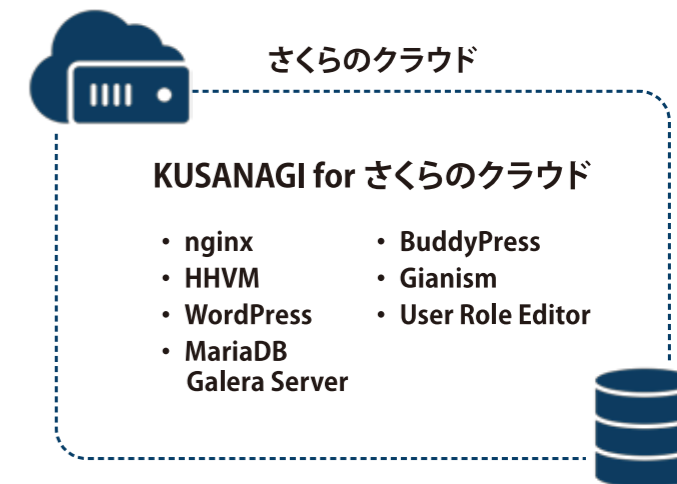 さくらのクラウド
KUSANAGI for さくらのクラウド
・ nginx
・ HHVM
・ WordPress
・ MariaDB
Galera Server
・ BuddyPress
・ Gianism
・ User Role Editor